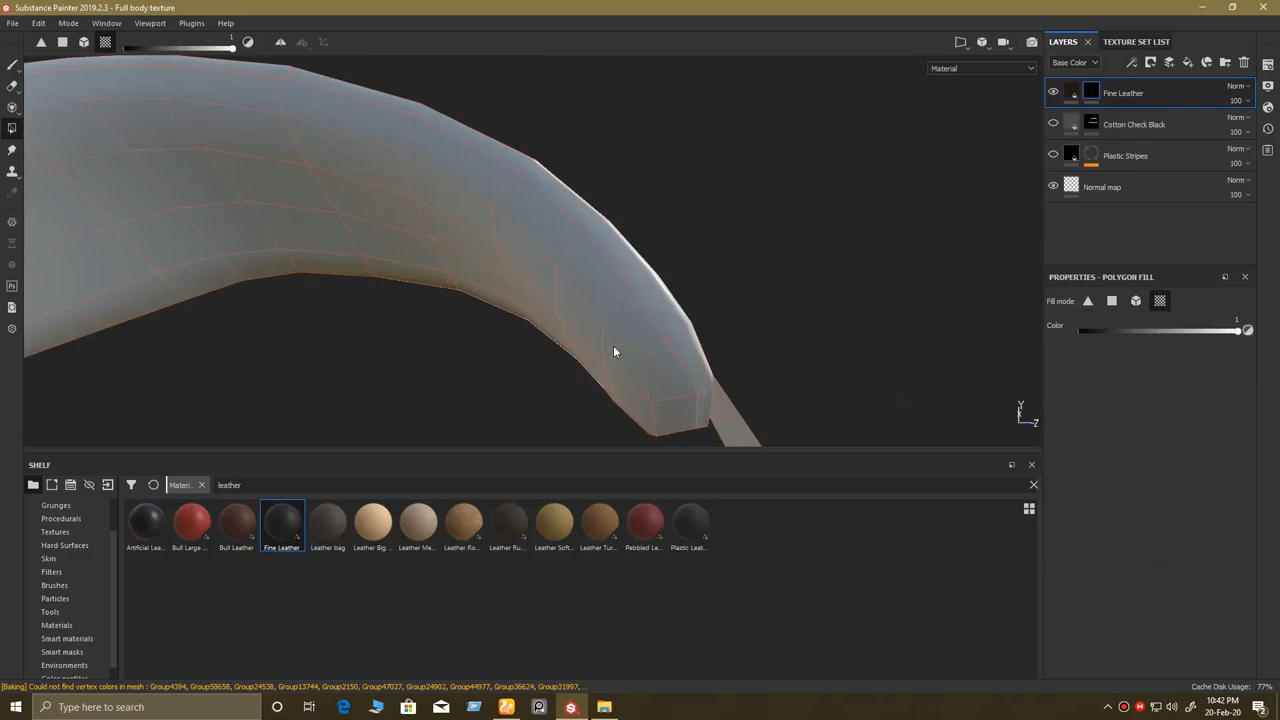 Substance Painter 2019.2.3 - Full body texture
File Edit Mode Window Viewport Plugins Help
1
Material
LAYERS TEXTURE SET LIST
Base Color
Fine Leather Norm
100
Cotton Check Black Norm
100
Plastic Stripes Norm
100
Normal map Norm
100
PROPERTIES - POLYGON FILL
Fill mode
Color 1
Y
Z
SHELF
Materi... leather
Grunges
Procedurals
Textures
Hard Surfaces
Skin
Filters
Brushes
Particles
Tools
Materials
Smart materials
Smart masks
Environments
Artificial Lea... Bull Large ... Bull Leather Fine Leather Leather bag Leather Big ... Leather Me... Leather Ro... Leather Ru... Leather Soft... Leather Tur... Pebbled Le... Plastic Leat...
[Baking] Could not find vertex colors in mesh : Group4394, Group58658, Group24538, Group13744, Group2150, Group47027, Group24902, Group44977, Group36624, Group31997, ...
Cache Disk Usage: 77%
Type here to search
10:42 PM
20-Feb-20
2